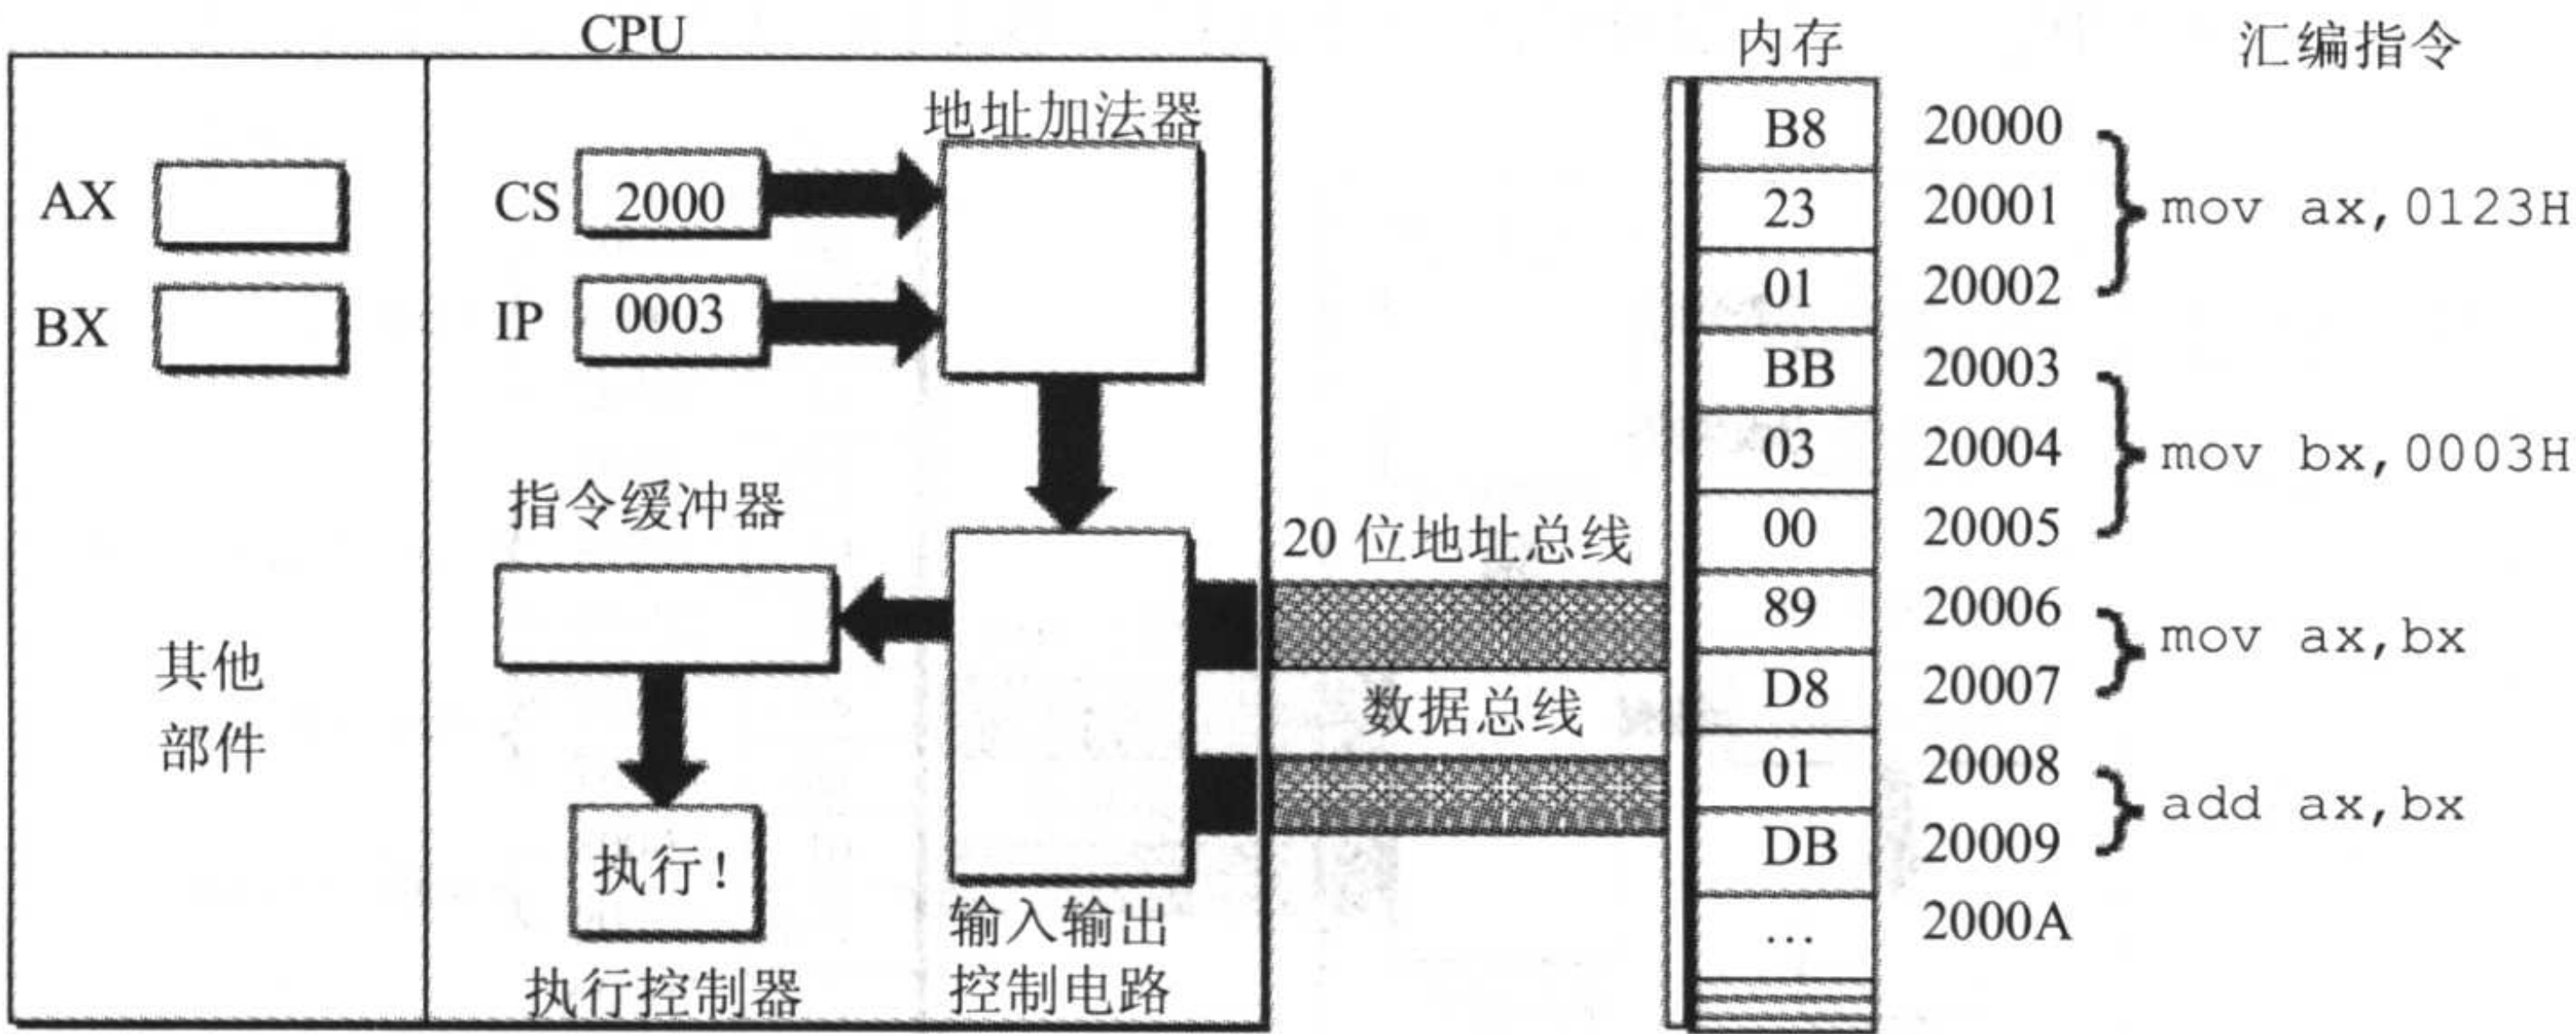 CPU
AX
BX
其他
部件
CS
2000
IP
0003
地址加法器
指令缓冲器
执行!
执行控制器
输入输出
控制电路
20 位地址总线
数据总线
内存
汇编指令
B8 20000
23 20001 mov ax,0123H
01 20002
BB 20003
03 20004 mov bx,0003H
00 20005
89 20006
D8 20007 mov ax,bx
01 20008
DB 20009 add ax,bx
… 2000A